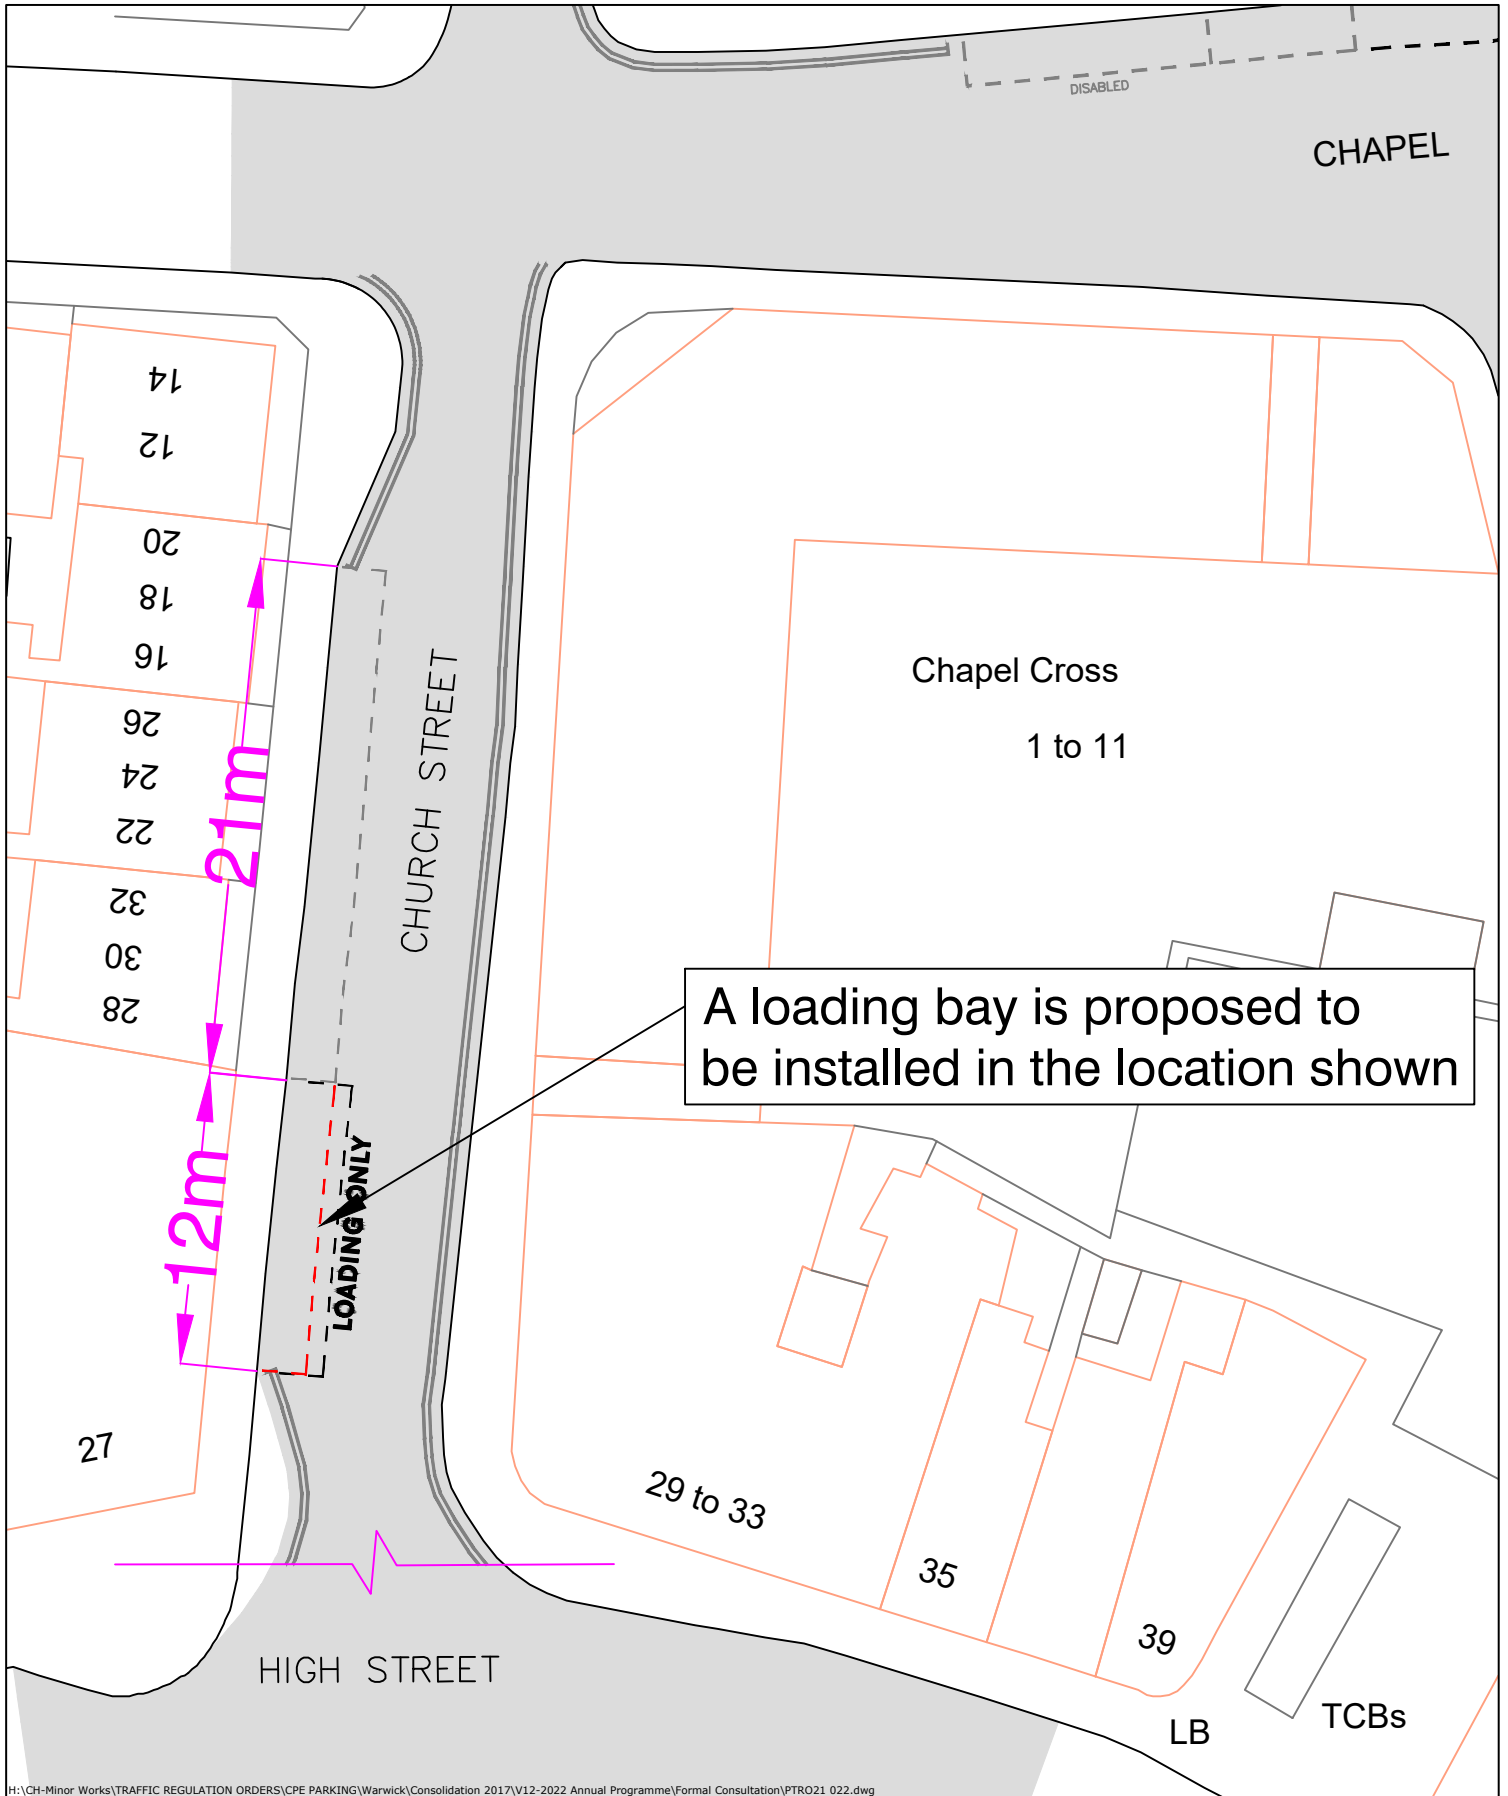 DISABLED
CHAPEL
14
12
20
18
16
26
24
22
32
30
28
21m
CHURCH STREET
Chapel Cross
1 to 11
A loading bay is proposed to
be installed in the location shown
LOADING ONLY
12m
27
29 to 33
35
39
HIGH STREET
LB
TCBs
H:\CH-Minor Works\TRAFFIC REGULATION ORDERS\CPE PARKING\Warwick\Consolidation 2017\V12-2022 Annual Programme\Formal Consultation\PTRO21 022.dwg